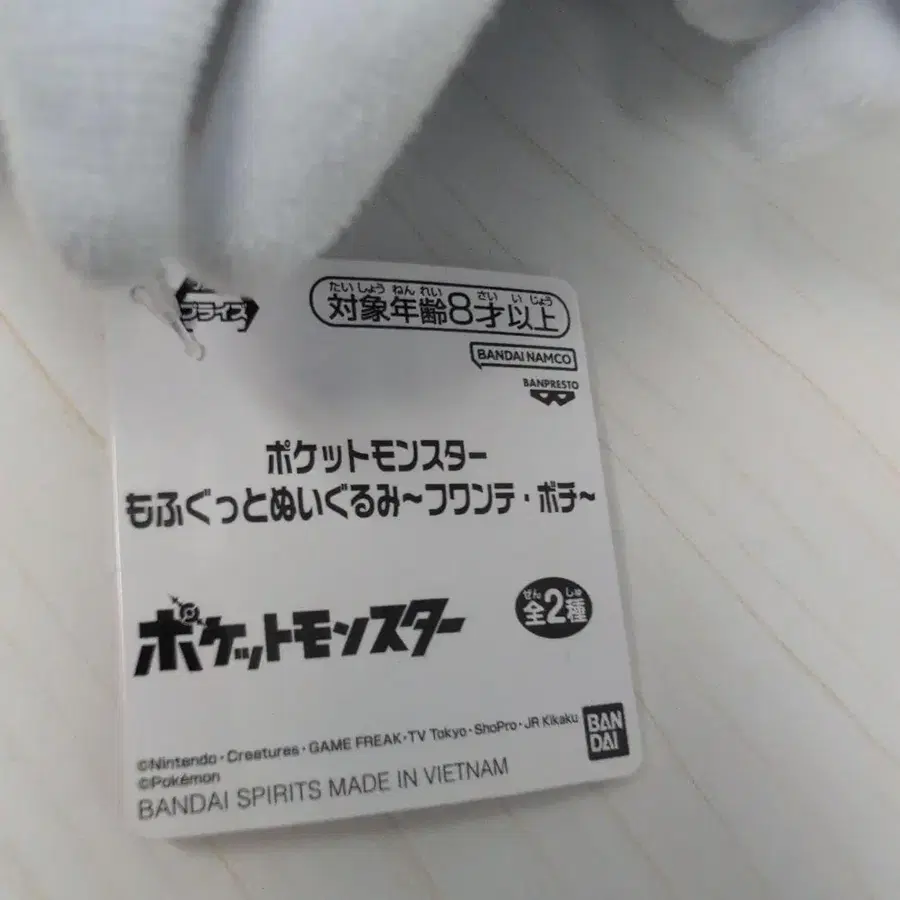 プライズ
たいしょう ねん れい さい い じょう
対象年齢8才以上
BANDAI NAMCO
BANPRESTO
ポケットモンスター
もふぐっとぬいぐるみ~フワンテ・ボチ~
ポケットモンスター
ぜん しゅ
全2種
©Nintendo・Creatures・GAME FREAK・TV Tokyo・ShoPro・JR Kikaku
©Pokémon
BANDAI SPIRITS MADE IN VIETNAM
BAN
DAI